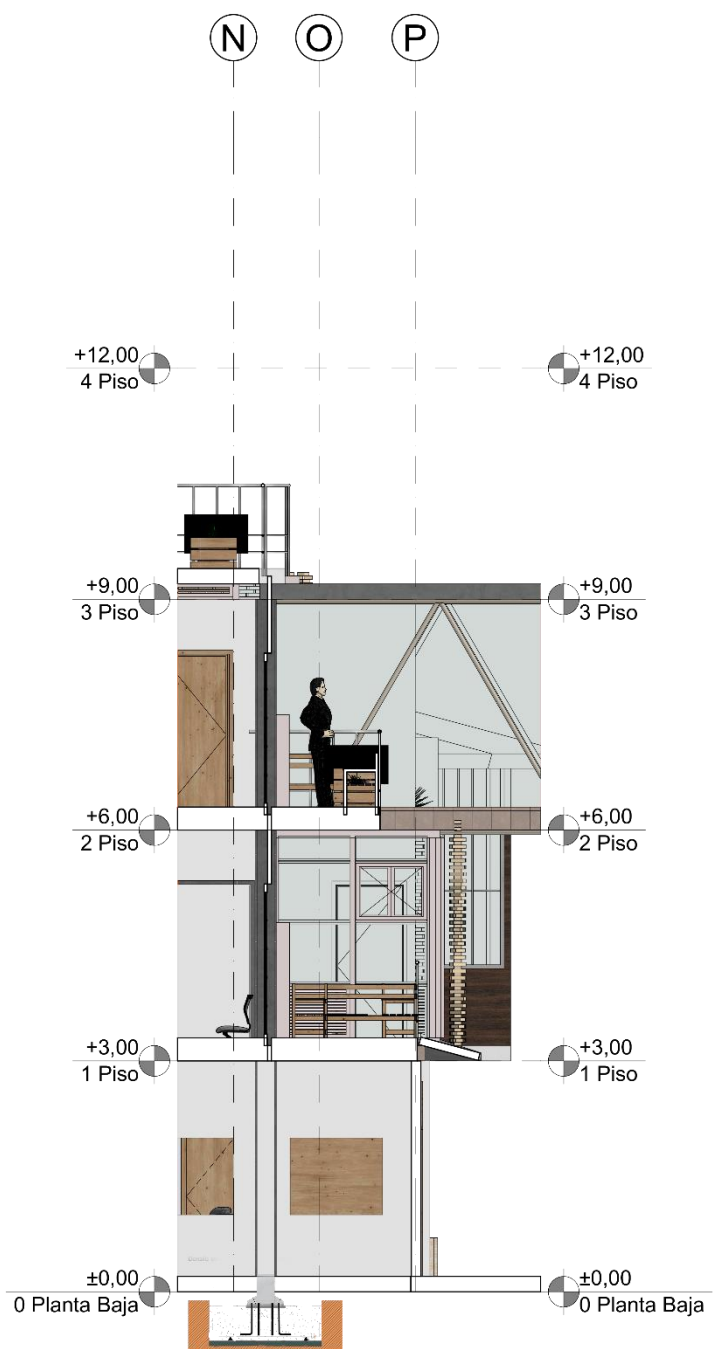 N O P
+12,00 +12,00
4 Piso 4 Piso
+9,00 +9,00
3 Piso 3 Piso
+6,00 +6,00
2 Piso 2 Piso
+3,00 +3,00
1 Piso 1 Piso
±0,00 ±0,00
0 Planta Baja 0 Planta Baja